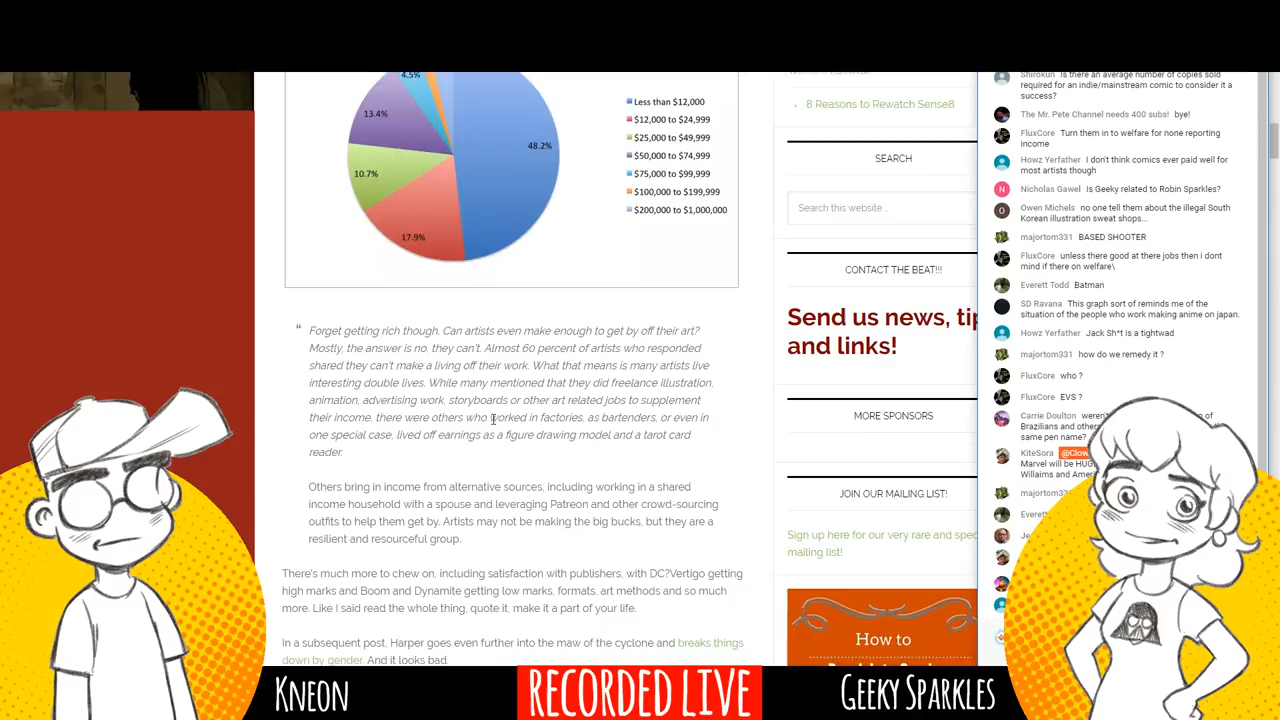 4.5%
13.4%
48.2%
10.7%
17.9%
Less than $12,000
$12,000 to $24,999
$25,000 to $49,999
$50,000 to $74,999
$75,000 to $99,999
$100,000 to $199,999
$200,000 to $1,000,000
“ Forget getting rich though. Can artists even make enough to get by off their art?
Mostly, the answer is no, they can't. Almost 60 percent of artists who responded
shared they can't make a living off their work. What that means is many artists live
interesting double lives. While many mentioned that they did freelance illustration,
animation, advertising work, storyboards or other art related jobs to supplement
their income, there were others who worked in factories, as bartenders, or even in
one special case, lived off earnings as a figure drawing model and a tarot card
reader.
Others bring in income from alternative sources, including working in a shared
income household with a spouse and leveraging Patreon and other crowd-sourcing
outfits to help them get by. Artists may not be making the big bucks, but they are a
resilient and resourceful group.
There's much more to chew on, including satisfaction with publishers, with DC?Vertigo getting
high marks and Boom and Dynamite getting low marks, formats, art methods and so much
more. Like I said read the whole thing, quote it, make it a part of your life.
In a subsequent post, Harper goes even further into the maw of the cyclone and breaks things
down by gender. And it looks bad.
8 Reasons to Rewatch Sense8
SEARCH
Search this website ..
CONTACT THE BEAT!!!
Send us news, tip
and links!
MORE SPONSORS
JOIN OUR MAILING LIST!
Sign up here for our very rare and spec
mailing list!
How to
Shirokun Is there an average number of copies sold
required for an indie/mainstream comic to consider it a
success?
The Mr. Pete Channel needs 400 subs! bye!
FluxCore Turn them in to welfare for none reporting
income
Howz Yerfather I don't think comics ever paid well for
most artists though
N
Nicholas Gawel Is Geeky related to Robin Sparkles?
O
Owen Michels no one tell them about the illegal South
Korean illustration sweat shops...
majortom331 BASED SHOOTER
FluxCore unless there good at there jobs then i dont
mind if there on welfare\
Everett Todd Batman
SD Ravana This graph sort of reminds me of the
situation of the people who work making anime on japan.
Howz Yerfather Jack Sh*t is a tightwad
majortom331 how do we remedy it ?
FluxCore who ?
FluxCore EVS ?
Carrie Doulton weren' of
Brazilians and others
same pen name?
KiteSora @Clow
Marvel will be HUG
Willaims and Ameri
majortom3
Everet
Je
KNEON
RECORDED LIVE
GEEKY SPARKLES